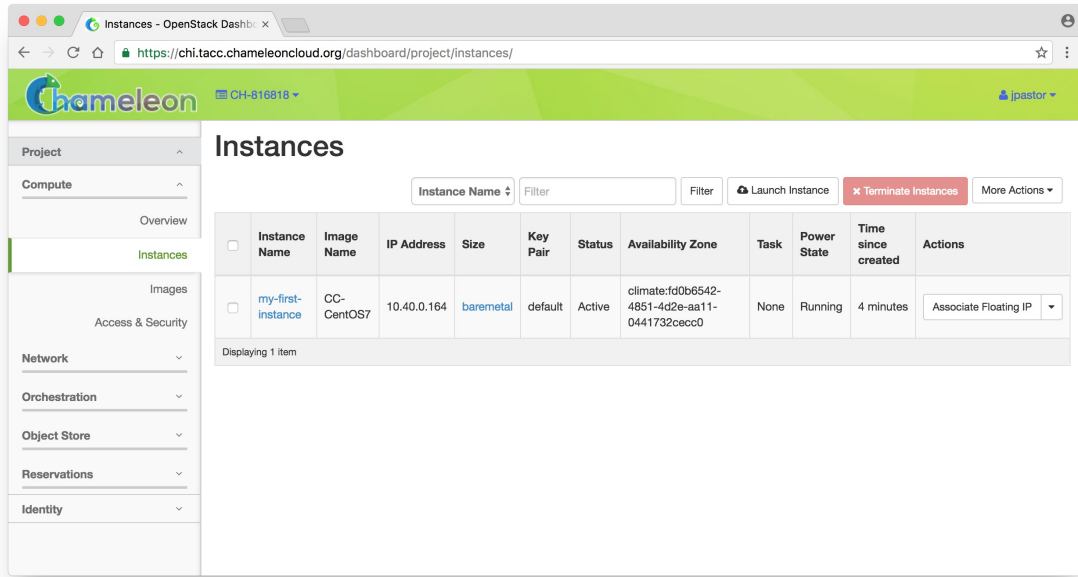 Instances - OpenStack Dashbo
https://chi.tacc.chameleoncloud.org/dashboard/project/instances/
Chameleon
CH-816818
jpastor
Project
Compute
Overview
Instances
Images
Access & Security
Network
Orchestration
Object Store
Reservations
Identity
Instances
Instance Name Filter Filter Launch Instance Terminate Instances More Actions
Instance Name Image Name IP Address Size Key Pair Status Availability Zone Task Power State Time since created Actions
my-first-instance CC-CentOS7 10.40.0.164 baremetal default Active climate:fd0b6542-4851-4d2e-aa11-0441732cecc0 None Running 4 minutes Associate Floating IP
Displaying 1 item